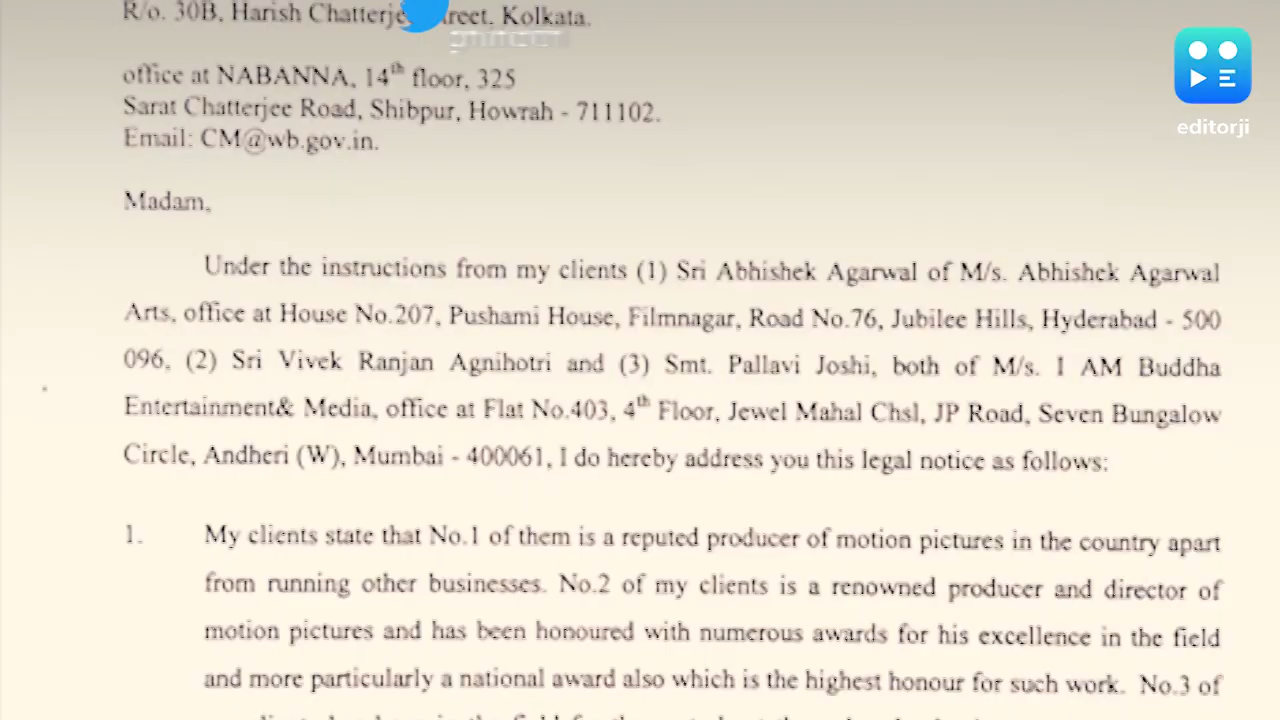 R/o. 30B, Harish Chatterjee Street, Kolkata.
office at NABANNA, 14th floor, 325
Sarat Chatterjee Road, Shibpur, Howrah - 711102.
Email: CM@wb.gov.in.
Madam,
Under the instructions from my clients (1) Sri Abhishek Agarwal of M/s. Abhishek Agarwal
Arts, office at House No.207, Pushami House, Filmnagar, Road No.76, Jubilee Hills, Hyderabad - 500
096, (2) Sri Vivek Ranjan Agnihotri and (3) Smt. Pallavi Joshi, both of M/s. I AM Buddha
Entertainment& Media, office at Flat No.403, 4th Floor, Jewel Mahal Chsl, JP Road, Seven Bungalow
Circle, Andheri (W), Mumbai - 400061, I do hereby address you this legal notice as follows:
1. My clients state that No.1 of them is a reputed producer of motion pictures in the country apart
from running other businesses. No.2 of my clients is a renowned producer and director of
motion pictures and has been honoured with numerous awards for his excellence in the field
and more particularly a national award also which is the highest honour for such work. No.3 of
editorji